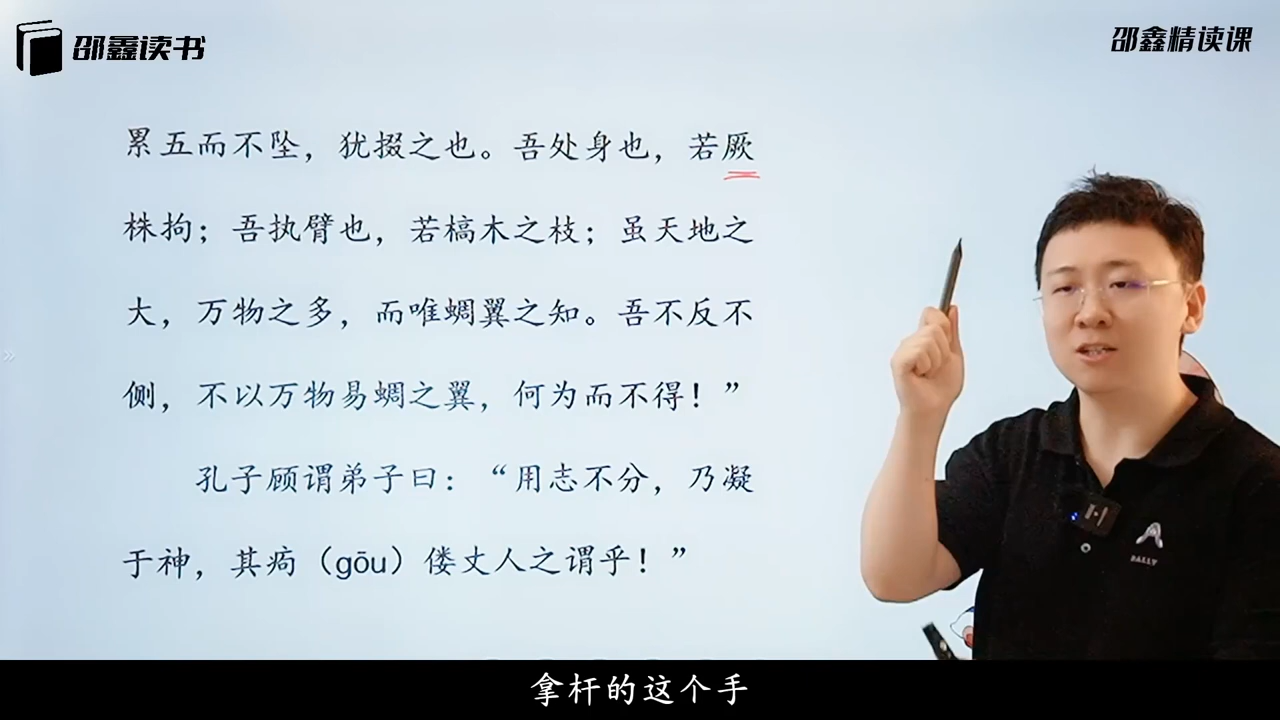 邵鑫读书
邵鑫精读课
累五而不坠，犹掇之也。吾处身也，若厥
株拘；吾执臂也，若槁木之枝；虽天地之
大，万物之多，而唯蜩翼之知。吾不反不
侧，不以万物易蜩之翼，何为而不得！”
孔子顾谓弟子曰：“用志不分，乃凝
于神，其痀（gōu）偻丈人之谓乎！”
拿杆的这个手